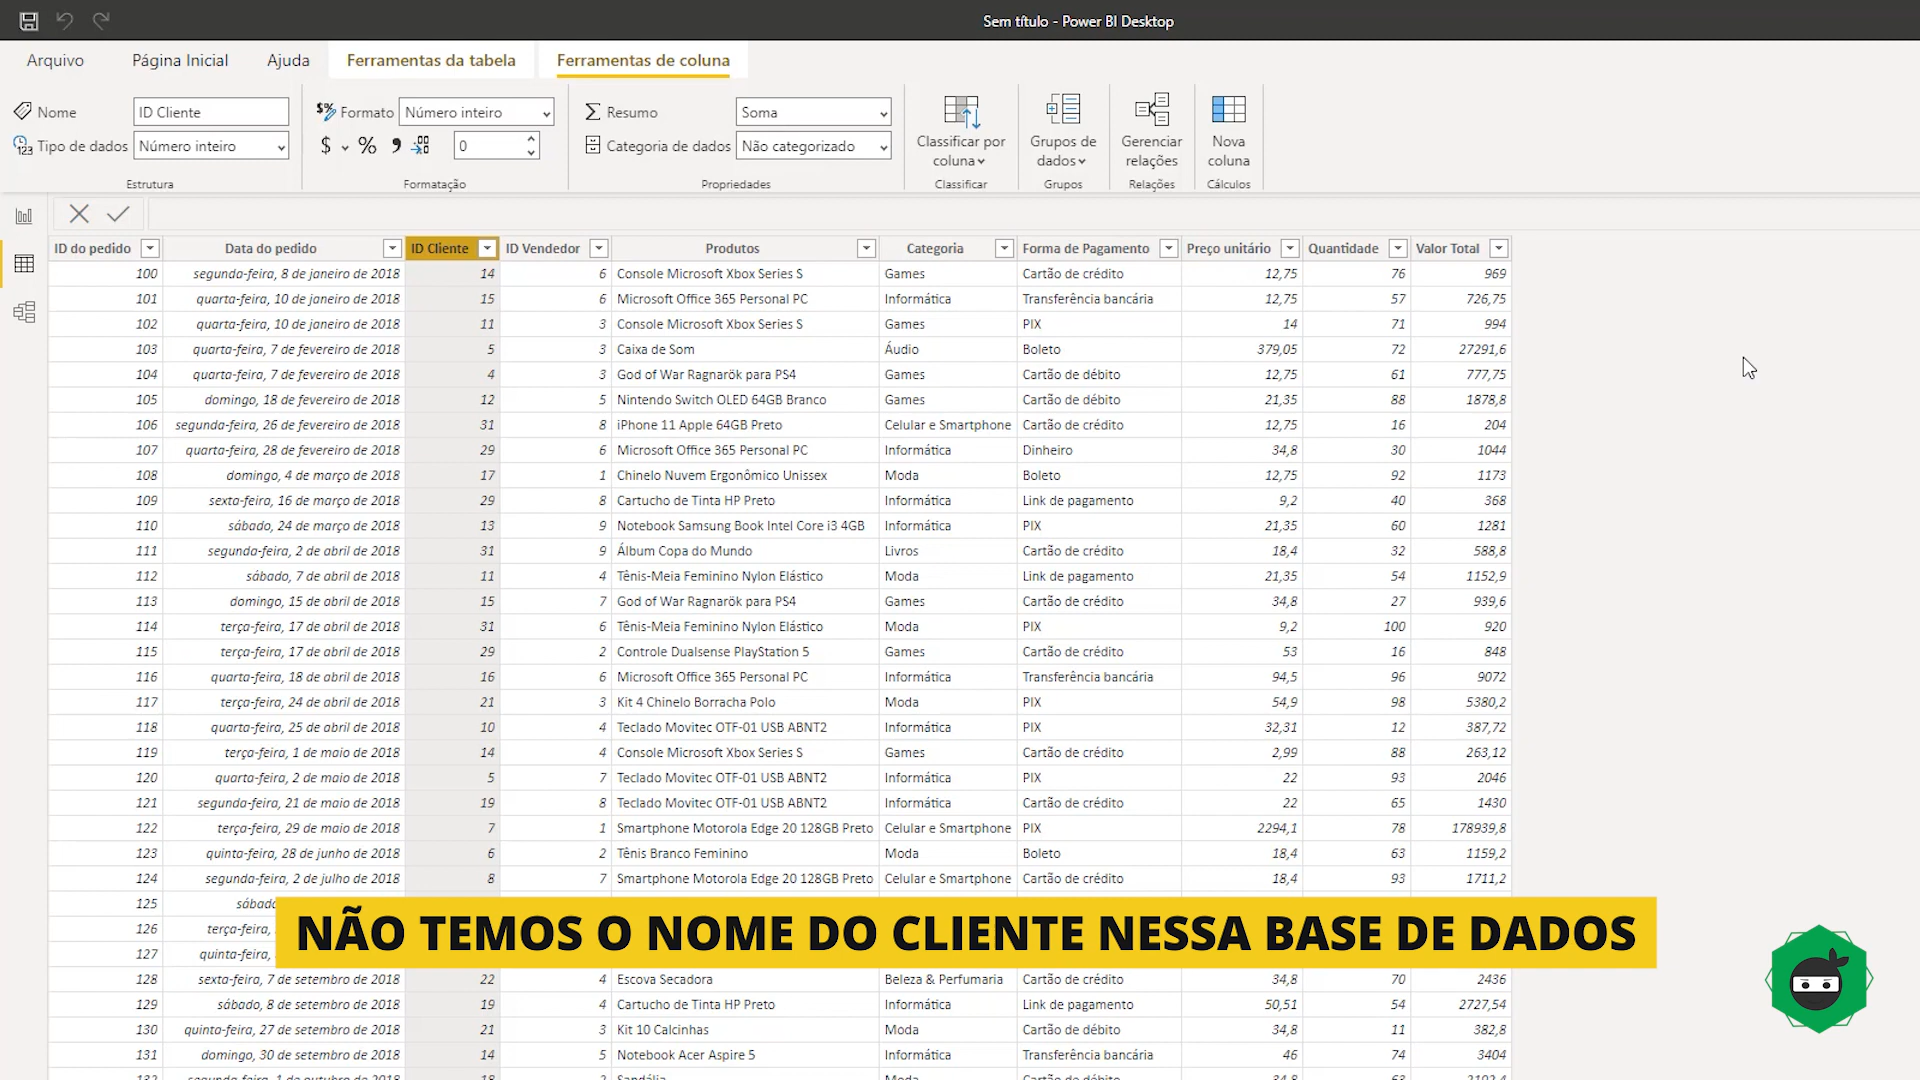 Sem título - Power BI Desktop
Arquivo Página Inicial Ajuda Ferramentas da tabela Ferramentas de coluna
Nome ID Cliente Formato Número inteiro Resumo Soma
Tipo de dados Número inteiro $ % 0 Categoria de dados Não categorizado
Classificar por coluna Grupos de dados Gerenciar relações Nova coluna
Estrutura Formatação Propriedades Classificar Grupos Relações Cálculos
ID do pedido Data do pedido ID Cliente ID Vendedor Produtos Categoria Forma de Pagamento Preço unitário Quantidade Valor Total
100 segunda-feira, 8 de janeiro de 2018 14 6 Console Microsoft Xbox Series S Games Cartão de crédito 12,75 76 969
101 quarta-feira, 10 de janeiro de 2018 15 6 Microsoft Office 365 Personal PC Informática Transferência bancária 12,75 57 726,75
102 quarta-feira, 10 de janeiro de 2018 11 3 Console Microsoft Xbox Series S Games PIX 14 71 994
103 quarta-feira, 7 de fevereiro de 2018 5 3 Caixa de Som Áudio Boleto 379,05 72 27291,6
104 quarta-feira, 7 de fevereiro de 2018 4 3 God of War Ragnarök para PS4 Games Cartão de débito 12,75 61 777,75
105 domingo, 18 de fevereiro de 2018 12 5 Nintendo Switch OLED 64GB Branco Games Cartão de débito 21,35 88 1878,8
106 segunda-feira, 26 de fevereiro de 2018 31 8 iPhone 11 Apple 64GB Preto Celular e Smartphone Cartão de crédito 12,75 16 204
107 quarta-feira, 28 de fevereiro de 2018 29 6 Microsoft Office 365 Personal PC Informática Dinheiro 34,8 30 1044
108 domingo, 4 de março de 2018 17 1 Chinelo Nuvem Ergonômico Unissex Moda Boleto 12,75 92 1173
109 sexta-feira, 16 de março de 2018 29 8 Cartucho de Tinta HP Preto Informática Link de pagamento 9,2 40 368
110 sábado, 24 de março de 2018 13 9 Notebook Samsung Book Intel Core i3 4GB Informática PIX 21,35 60 1281
111 segunda-feira, 2 de abril de 2018 31 9 Álbum Copa do Mundo Livros Cartão de crédito 18,4 32 588,8
112 sábado, 7 de abril de 2018 11 4 Tênis-Meia Feminino Nylon Elástico Moda Link de pagamento 21,35 54 1152,9
113 domingo, 15 de abril de 2018 15 7 God of War Ragnarök para PS4 Games Cartão de crédito 34,8 27 939,6
114 terça-feira, 17 de abril de 2018 31 6 Tênis-Meia Feminino Nylon Elástico Moda PIX 9,2 100 920
115 terça-feira, 17 de abril de 2018 29 2 Controle Dualsense PlayStation 5 Games Cartão de crédito 53 16 848
116 quarta-feira, 18 de abril de 2018 16 6 Microsoft Office 365 Personal PC Informática Transferência bancária 94,5 96 9072
117 terça-feira, 24 de abril de 2018 21 3 Kit 4 Chinelo Borracha Polo Moda PIX 54,9 98 5380,2
118 quarta-feira, 25 de abril de 2018 10 4 Teclado Movitec OTF-01 USB ABNT2 Informática PIX 32,31 12 387,72
119 terça-feira, 1 de maio de 2018 14 4 Console Microsoft Xbox Series S Games Cartão de crédito 2,99 88 263,12
120 quarta-feira, 2 de maio de 2018 5 7 Teclado Movitec OTF-01 USB ABNT2 Informática PIX 22 93 2046
121 segunda-feira, 21 de maio de 2018 19 8 Teclado Movitec OTF-01 USB ABNT2 Informática Cartão de crédito 22 65 1430
122 terça-feira, 29 de maio de 2018 7 1 Smartphone Motorola Edge 20 128GB Preto Celular e Smartphone PIX 2294,1 78 178939,8
123 quinta-feira, 28 de junho de 2018 6 2 Tênis Branco Feminino Moda Boleto 18,4 63 1159,2
124 segunda-feira, 2 de julho de 2018 8 7 Smartphone Motorola Edge 20 128GB Preto Celular e Smartphone Cartão de crédito 18,4 93 1711,2
125
126 terça-feira,
127 quinta-feira,
NÃO TEMOS O NOME DO CLIENTE NESSA BASE DE DADOS
128 sexta-feira, 7 de setembro de 2018 22 4 Escova Secadora Beleza & Perfumaria Cartão de crédito 34,8 70 2436
129 sábado, 8 de setembro de 2018 19 4 Cartucho de Tinta HP Preto Informática Link de pagamento 50,51 54 2727,54
130 quinta-feira, 27 de setembro de 2018 21 3 Kit 10 Calcinhas Moda Cartão de débito 34,8 11 382,8
131 domingo, 30 de setembro de 2018 14 5 Notebook Acer Aspire 5 Informática Transferência bancária 46 74 3404